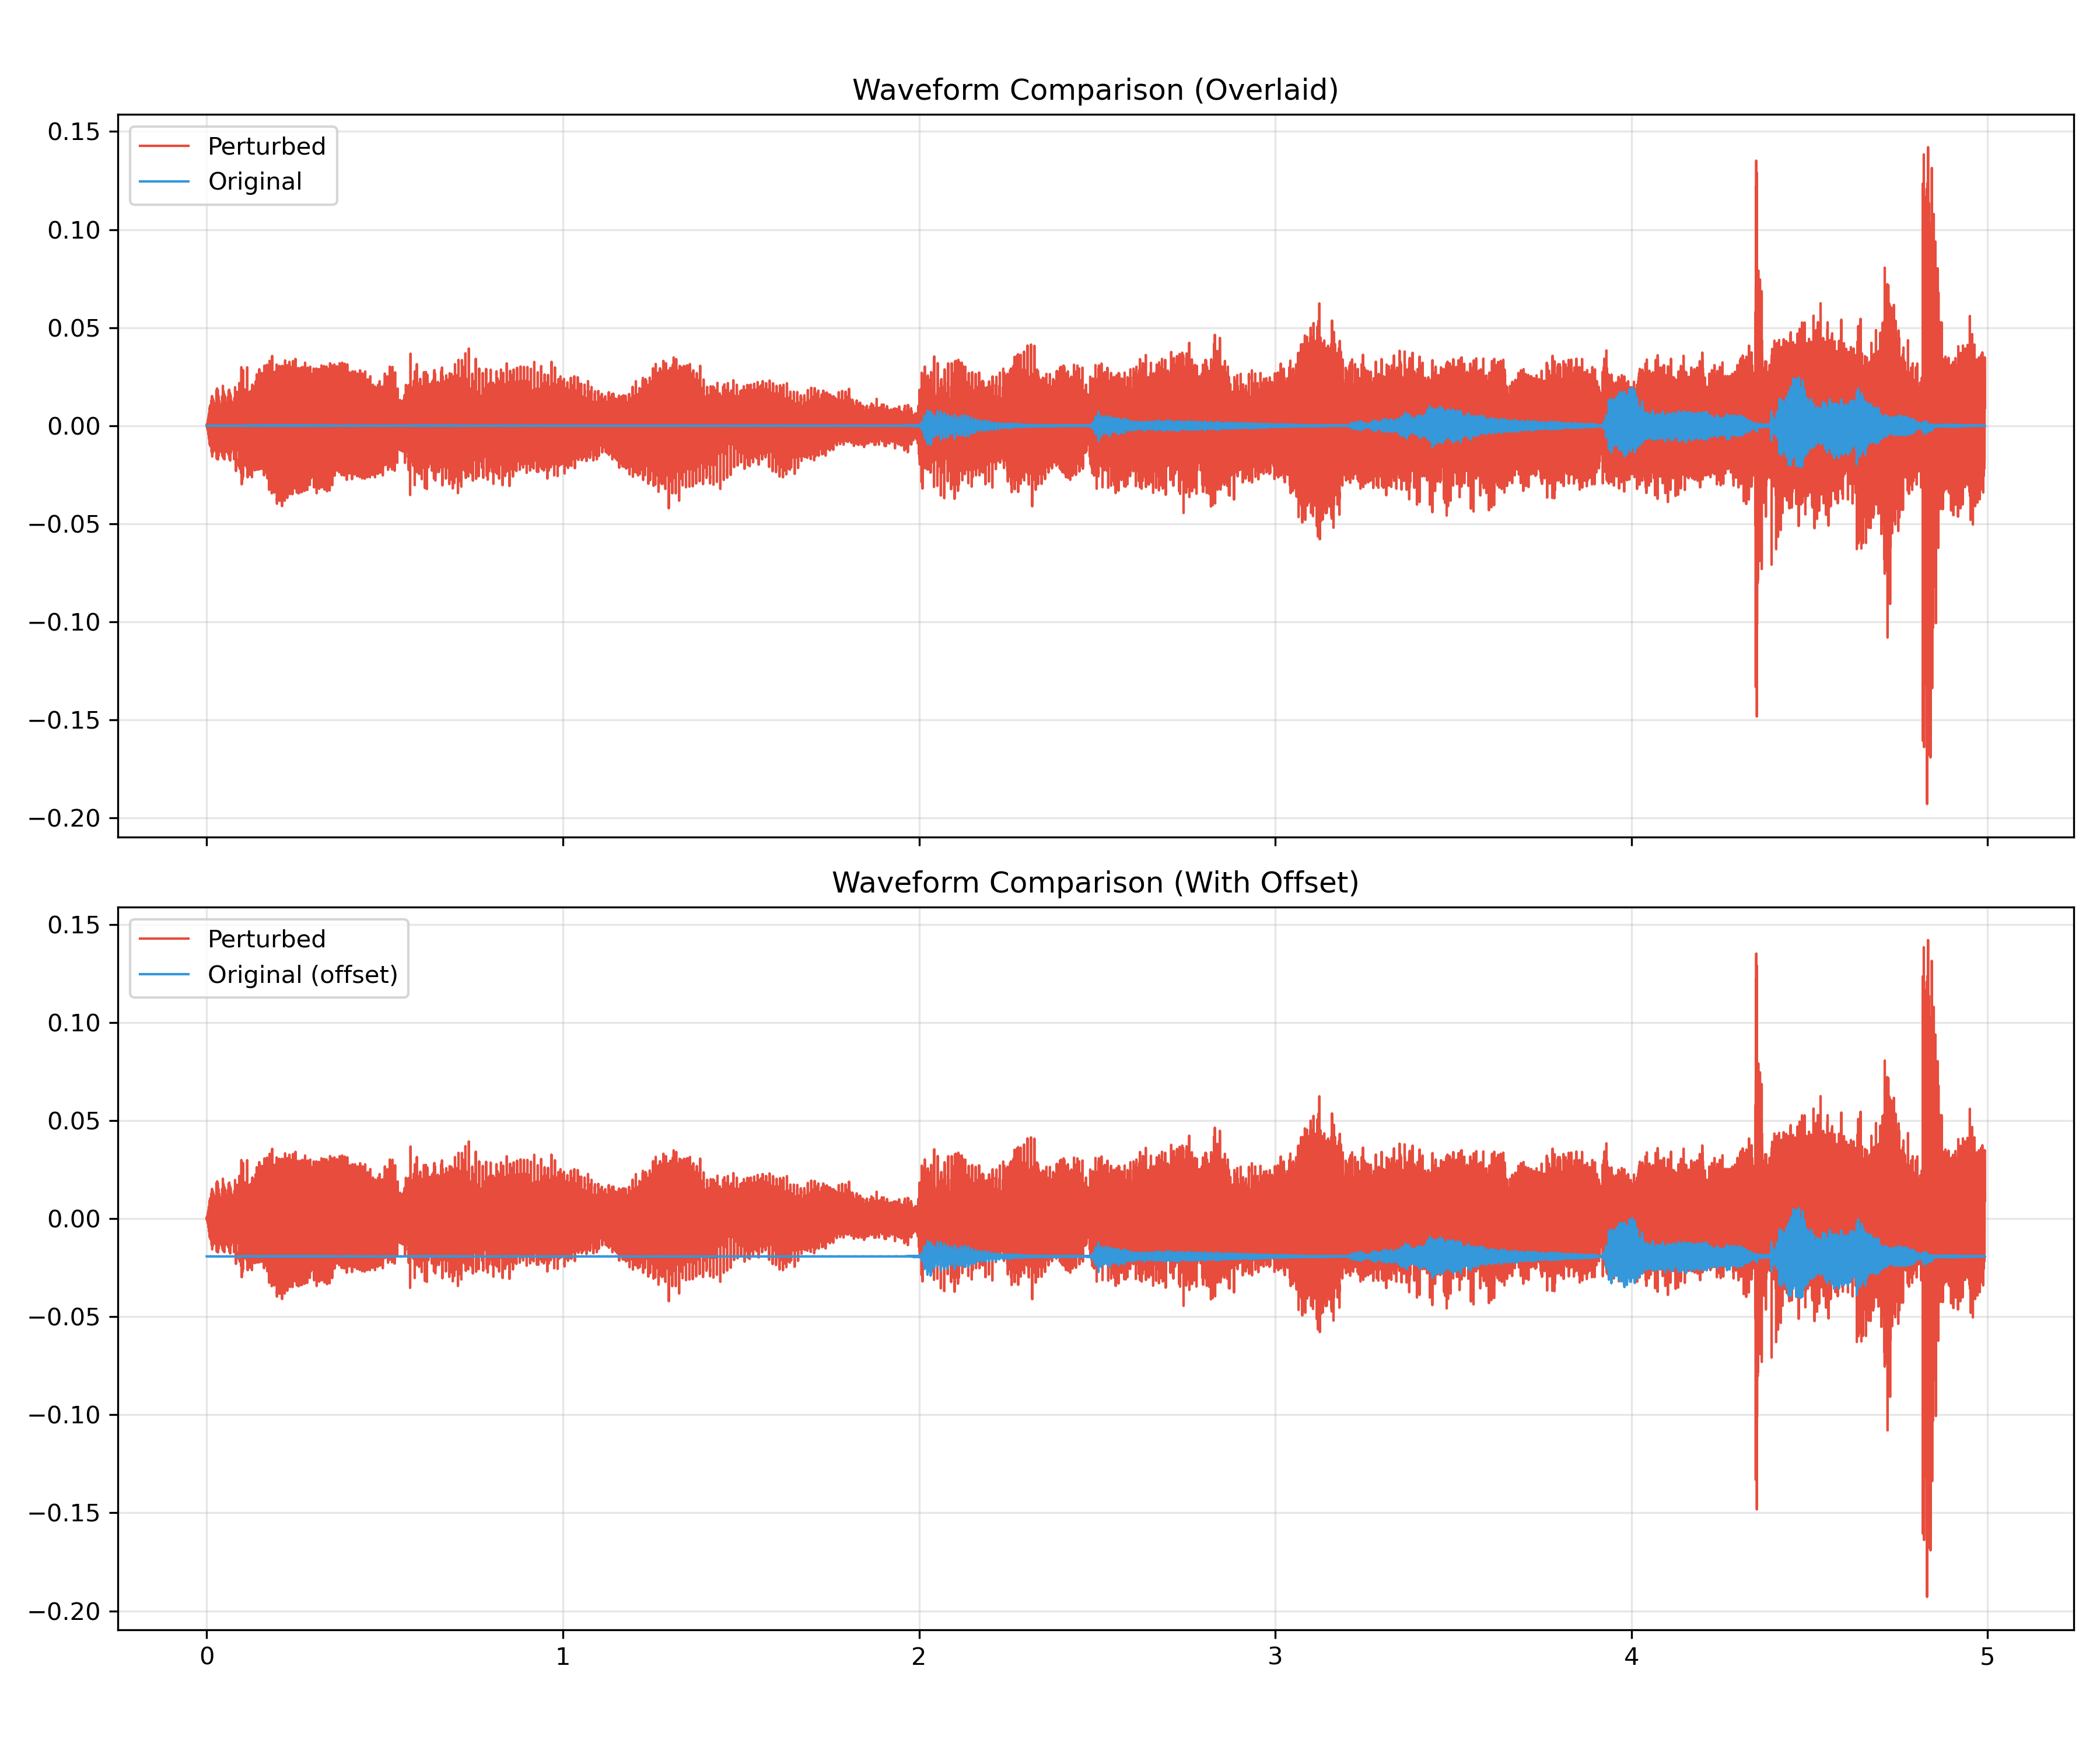 Waveform Comparison (Overlaid)
0.15
0.10
0.05
0.00
−0.05
−0.10
−0.15
−0.20
Perturbed
Original
Waveform Comparison (With Offset)
0.15
0.10
0.05
0.00
−0.05
−0.10
−0.15
−0.20
Perturbed
Original (offset)
0 1 2 3 4 5